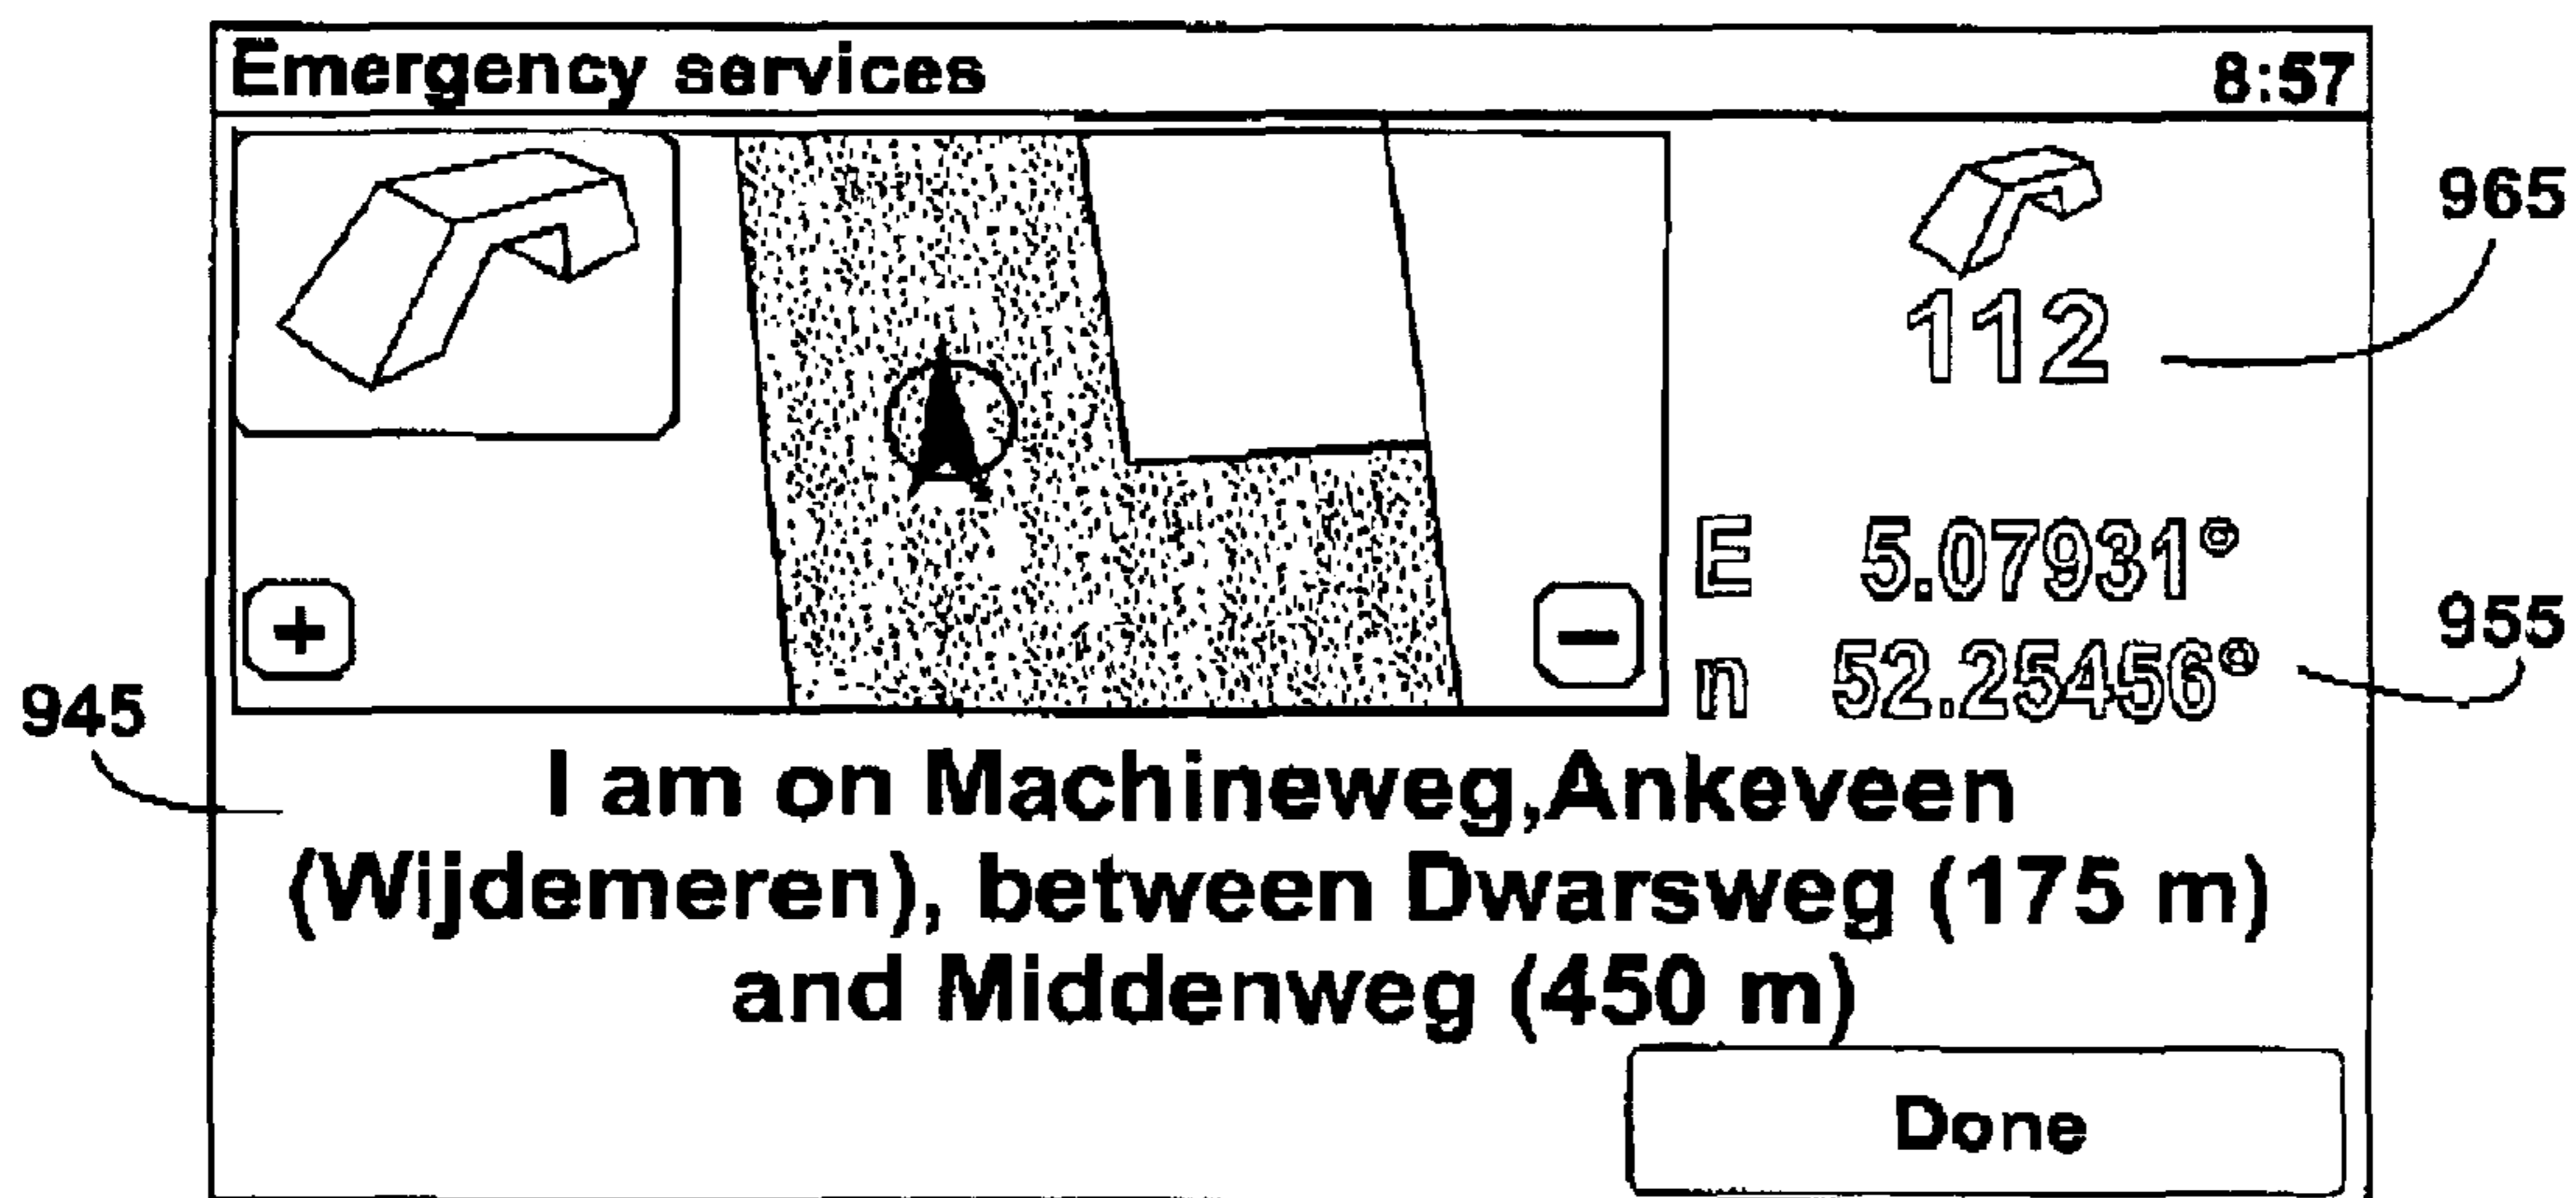 Emergency services 8:57
965
112
E 5.07931°
955
n 52.25456°
+ −
945
I am on Machineweg,Ankeveen
(Wijdemeren), between Dwarsweg (175 m)
and Middenweg (450 m)
Done